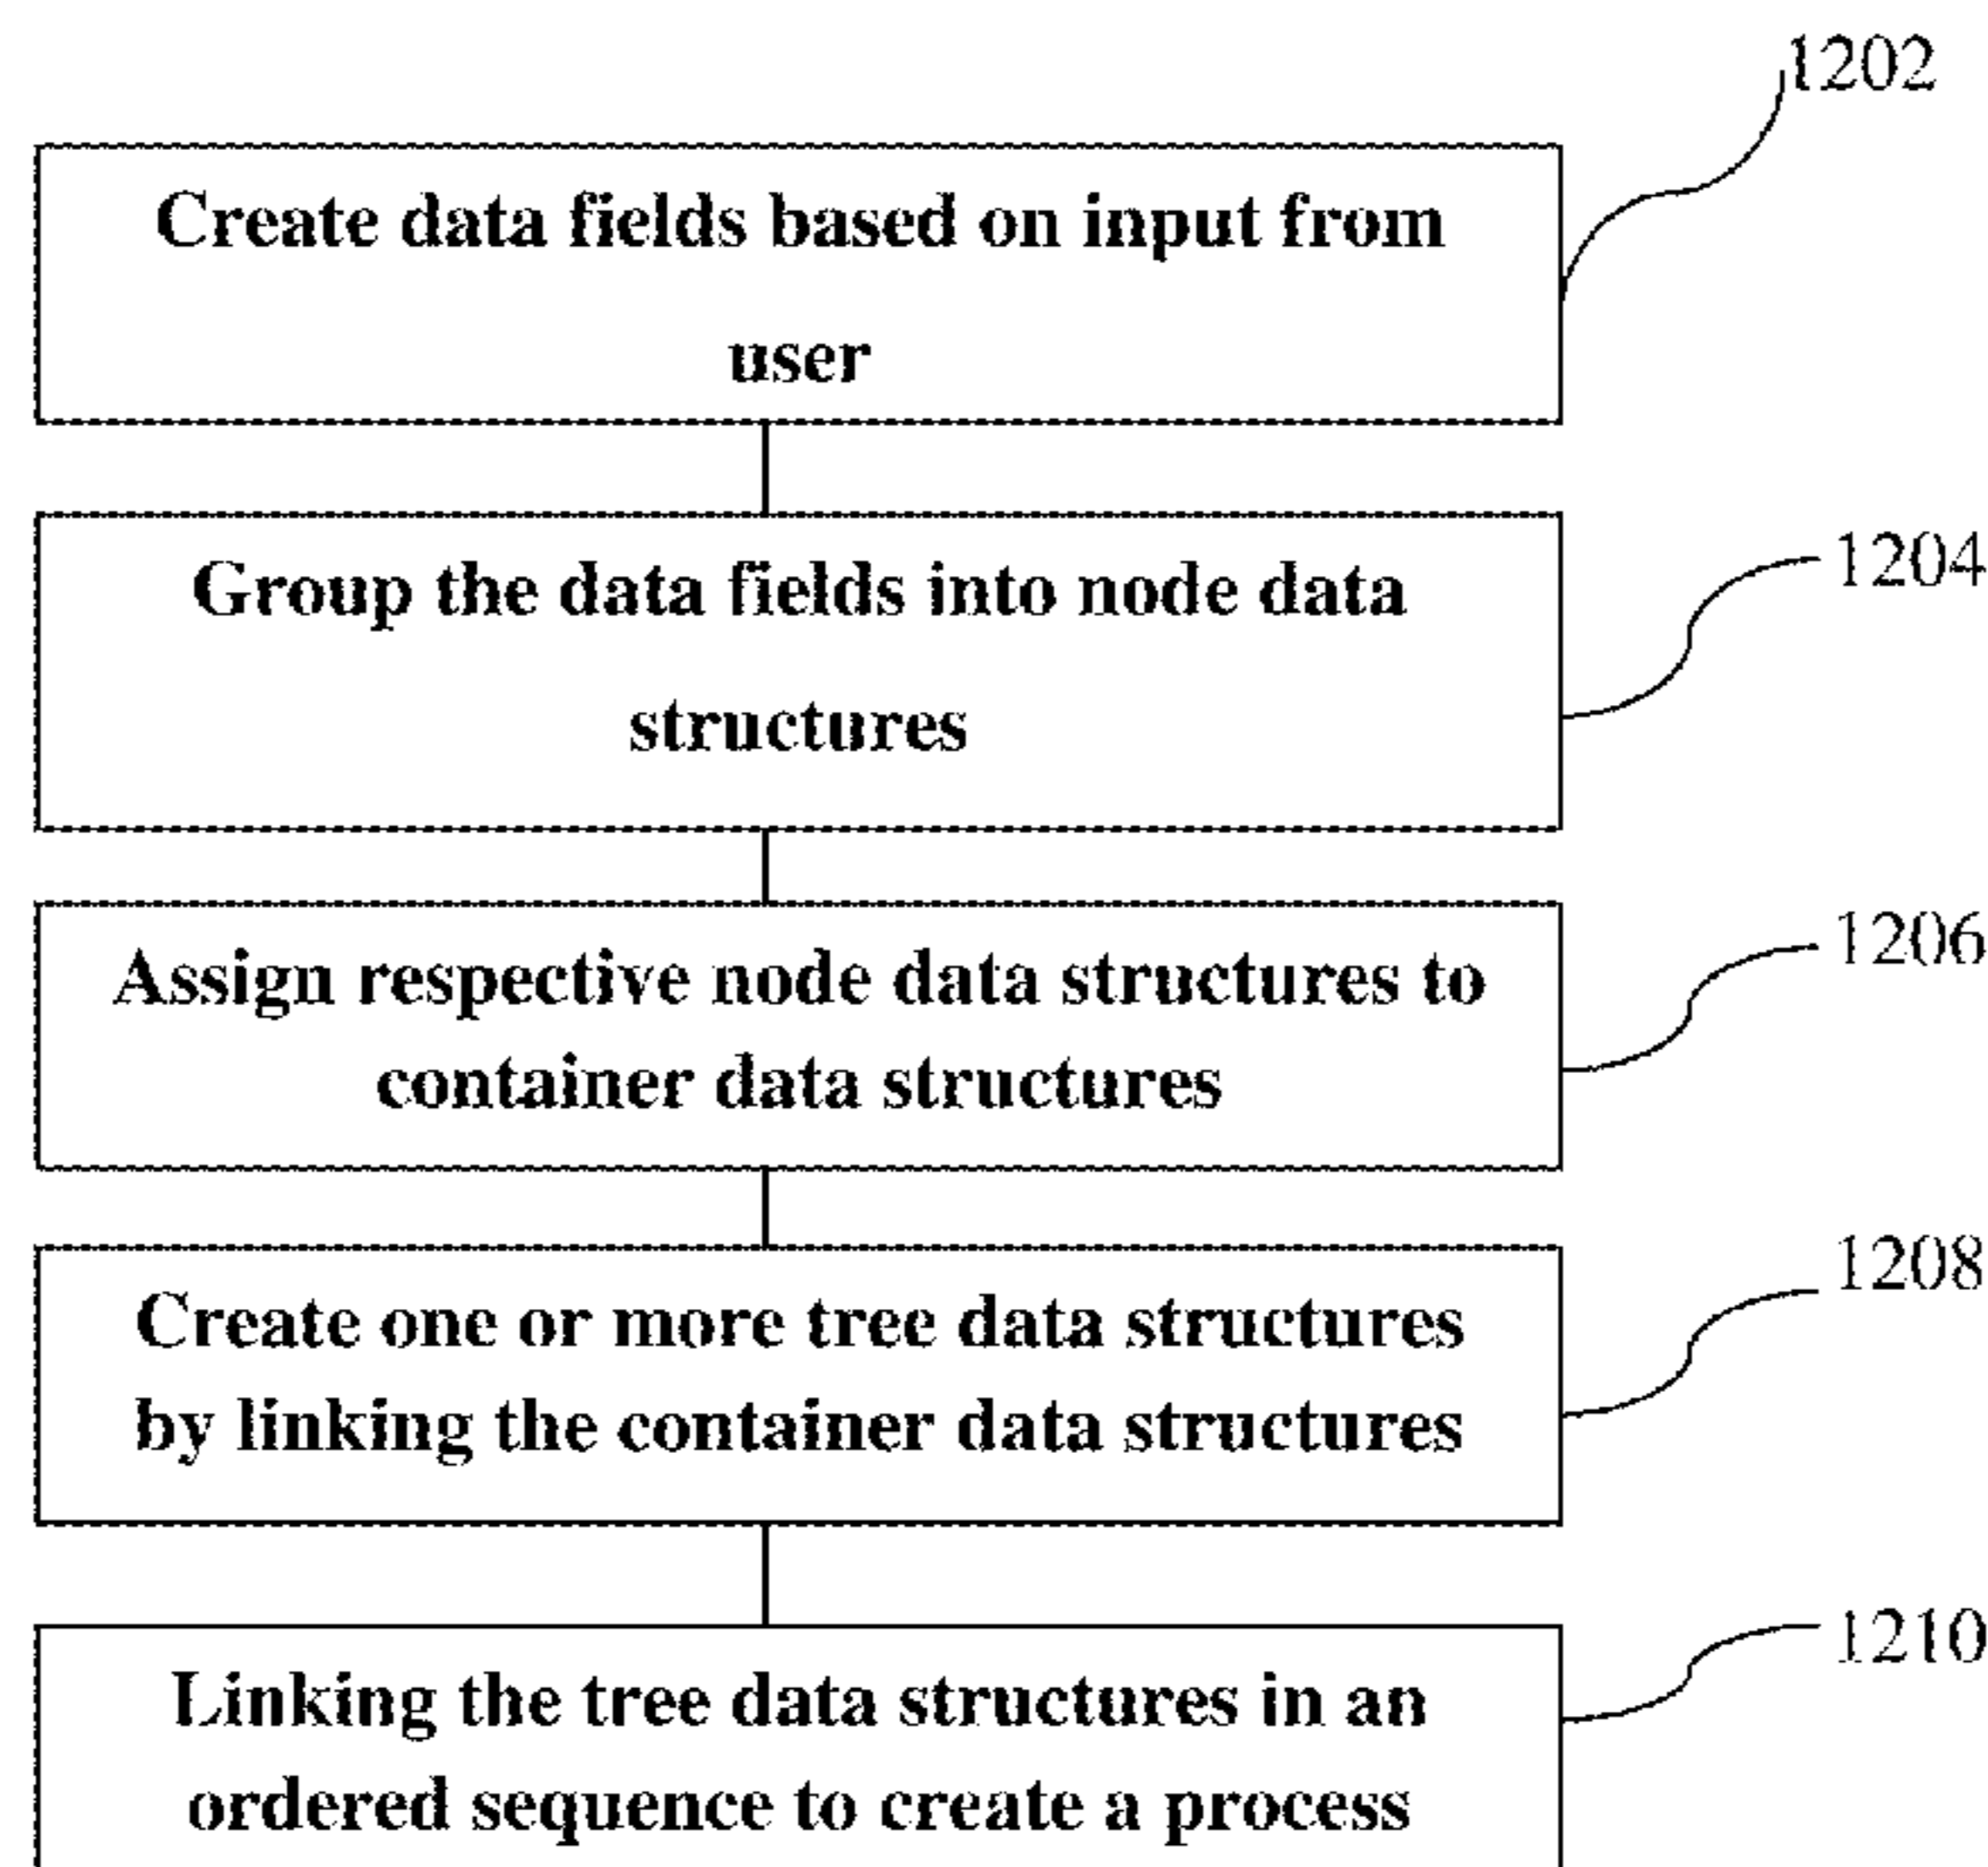 1202
Create data fields based on input from
user
1204
Group the data fields into node data
structures
1206
Assign respective node data structures to
container data structures
1208
Create one or more tree data structures
by linking the container data structures
1210
Linking the tree data structures in an
ordered sequence to create a process